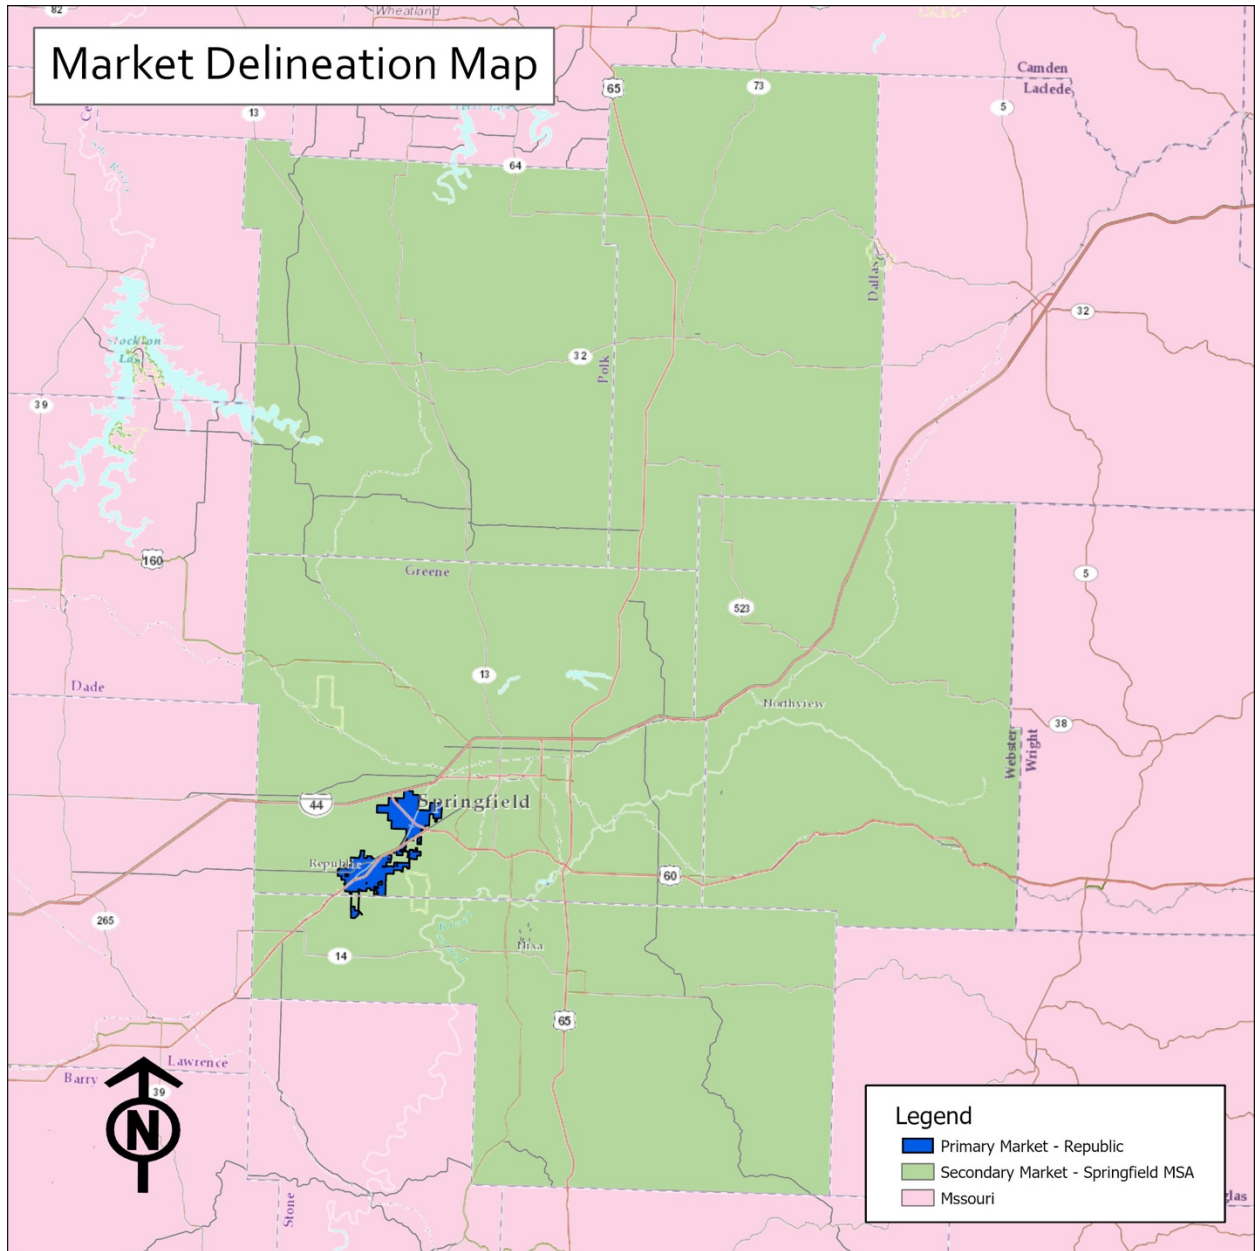 82
Wheatland
Market Delineation Map
65
73
Camden
Laclede
5
13
64
Dallas
32
32
Polk
39
160
Greene
5
523
13
Dade
Northview
38
Webster
Wright
44
Springfield
Republic
60
265
14
Nixa
65
Lawrence
Barry
39
N
Stone
Legend
Primary Market - Republic
Secondary Market - Springfield MSA
Mssouri
glas